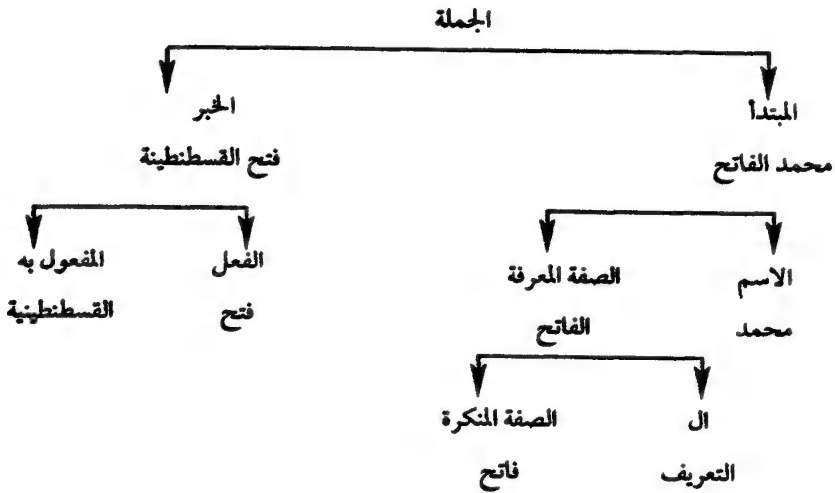 الجملة
المبتدأ الخبر
محمد الفاتح فتح القسطنطينة
الاسم الصفة المعرفة الفعل المفعول به
محمد الفاتح فتح القسطنطينية
ال الصفة المنكرة
التعريف فاتح